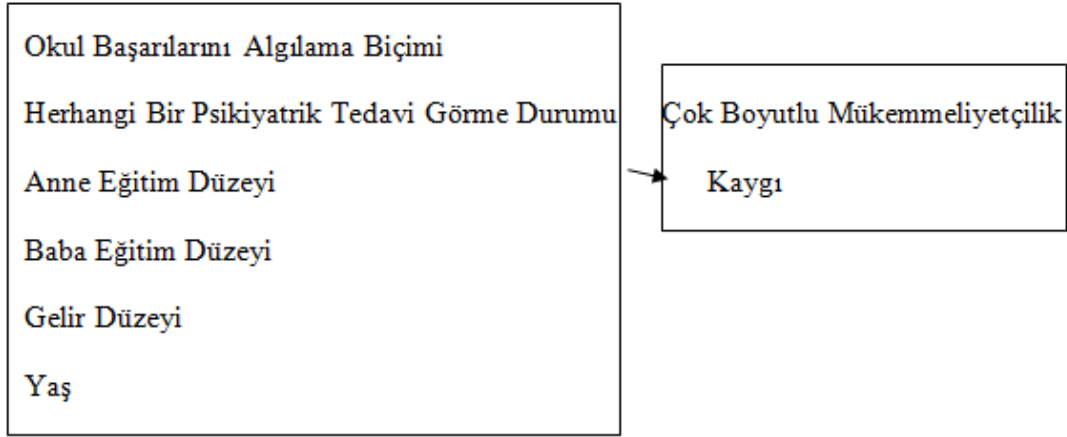 Okul Başarılarını Algılama Biçimi
Herhangi Bir Psikiyatrik Tedavi Görme Durumu
Anne Eğitim Düzeyi
Baba Eğitim Düzeyi
Gelir Düzeyi
Yaş
Çok Boyutlu Mükemmeliyetçilik
Kaygı